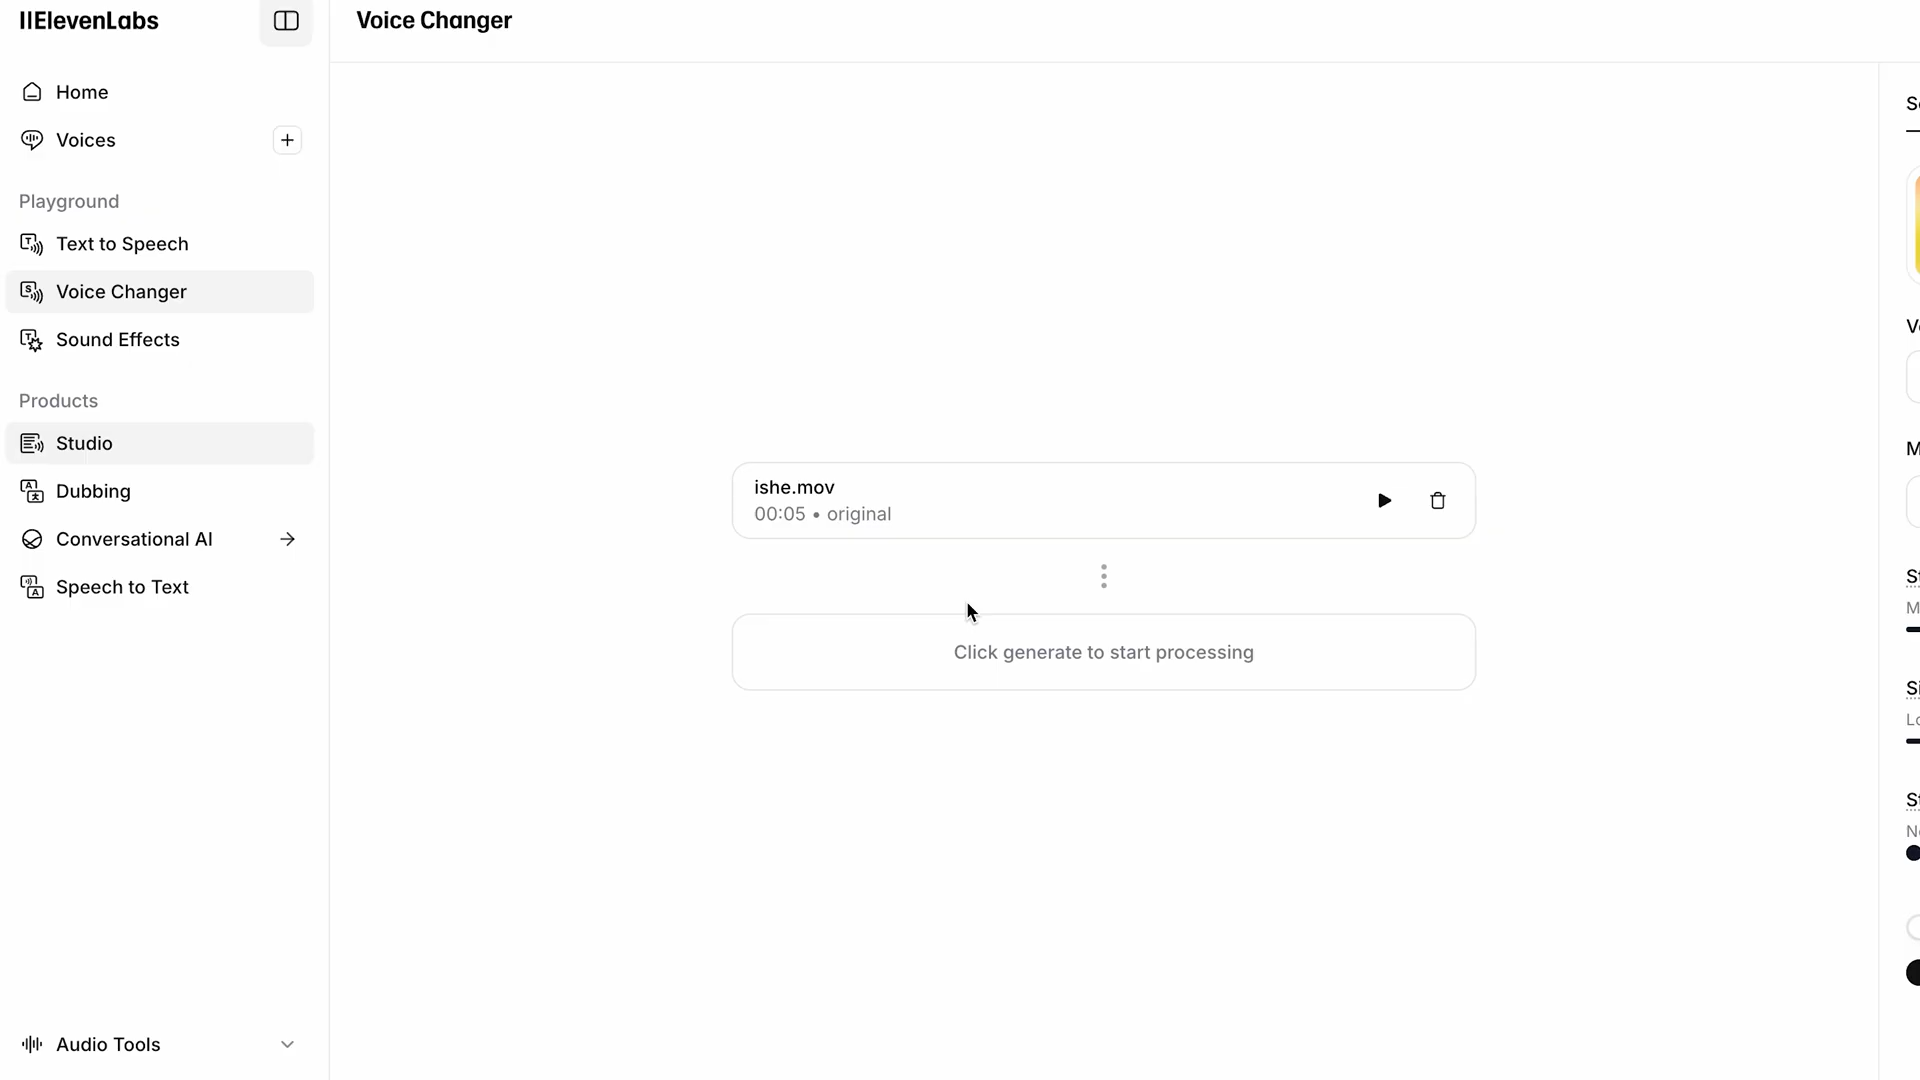 IIElevenLabs
Voice Changer
Home
Voices
Playground
Text to Speech
Voice Changer
Sound Effects
Products
Studio
Dubbing
Conversational AI
Speech to Text
Audio Tools
ishe.mov
00:05 • original
Click generate to start processing